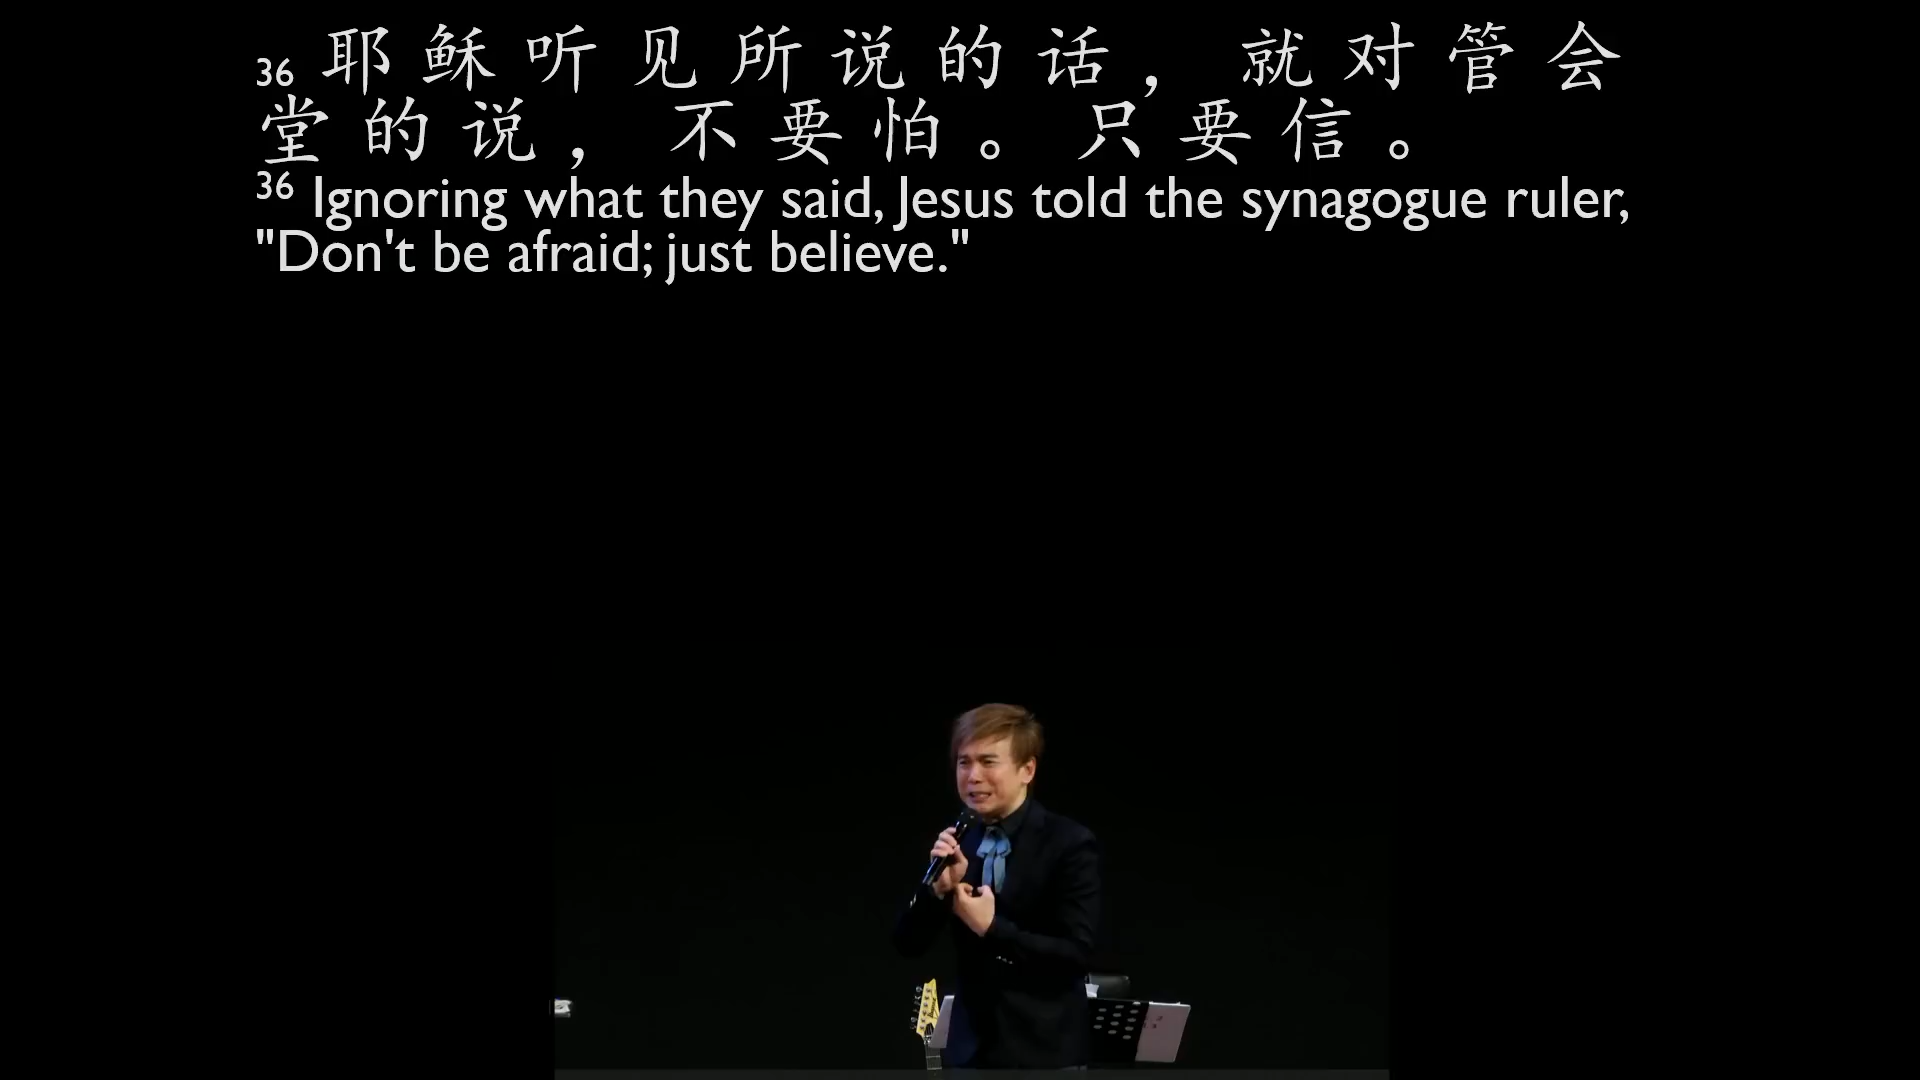 36 耶稣听见所说的话，就对管会
堂的说，不要怕。只要信。
36 Ignoring what they said, Jesus told the synagogue ruler,
"Don't be afraid; just believe."